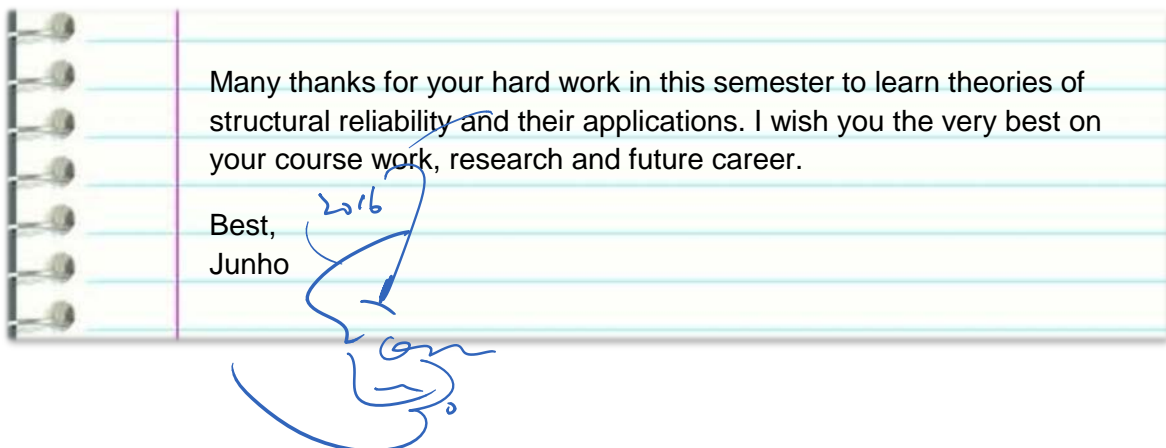 Many thanks for your hard work in this semester to learn theories of
structural reliability and their applications. I wish you the very best on
your course work, research and future career.
2016
Best,
Junho